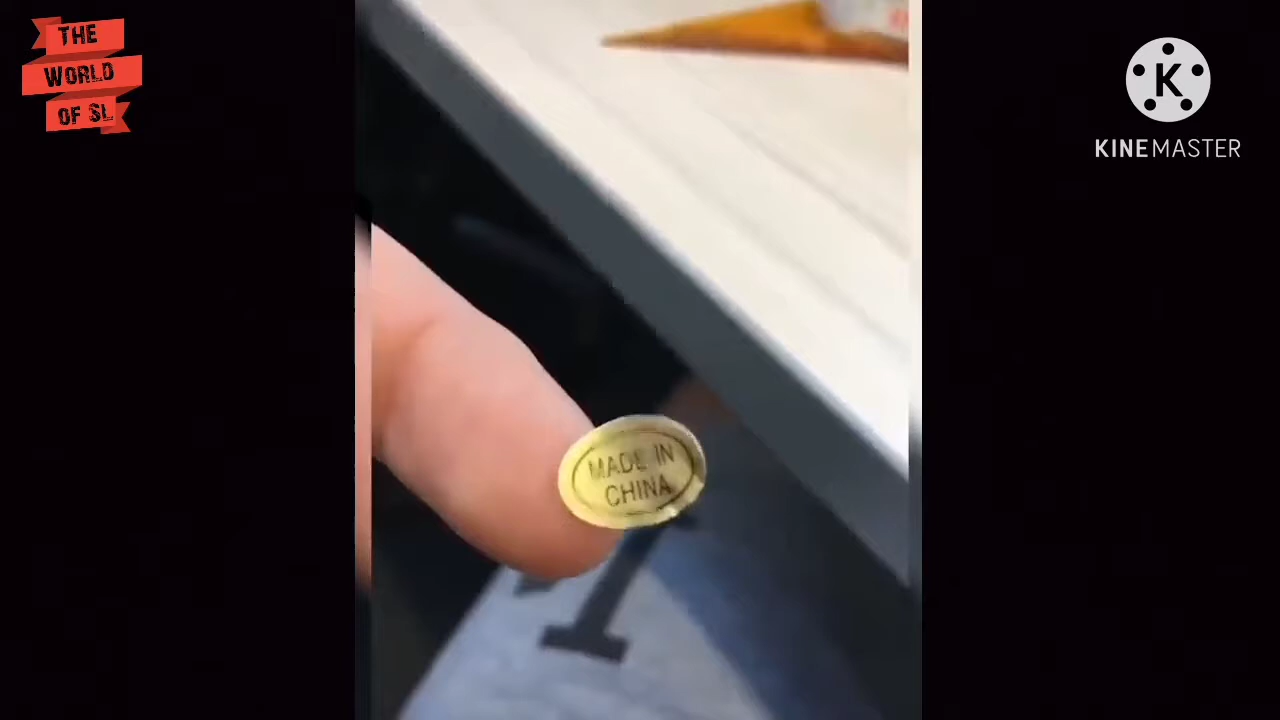 THE
WORLD
OF SL
K
KINEMASTER
MADE IN
CHINA